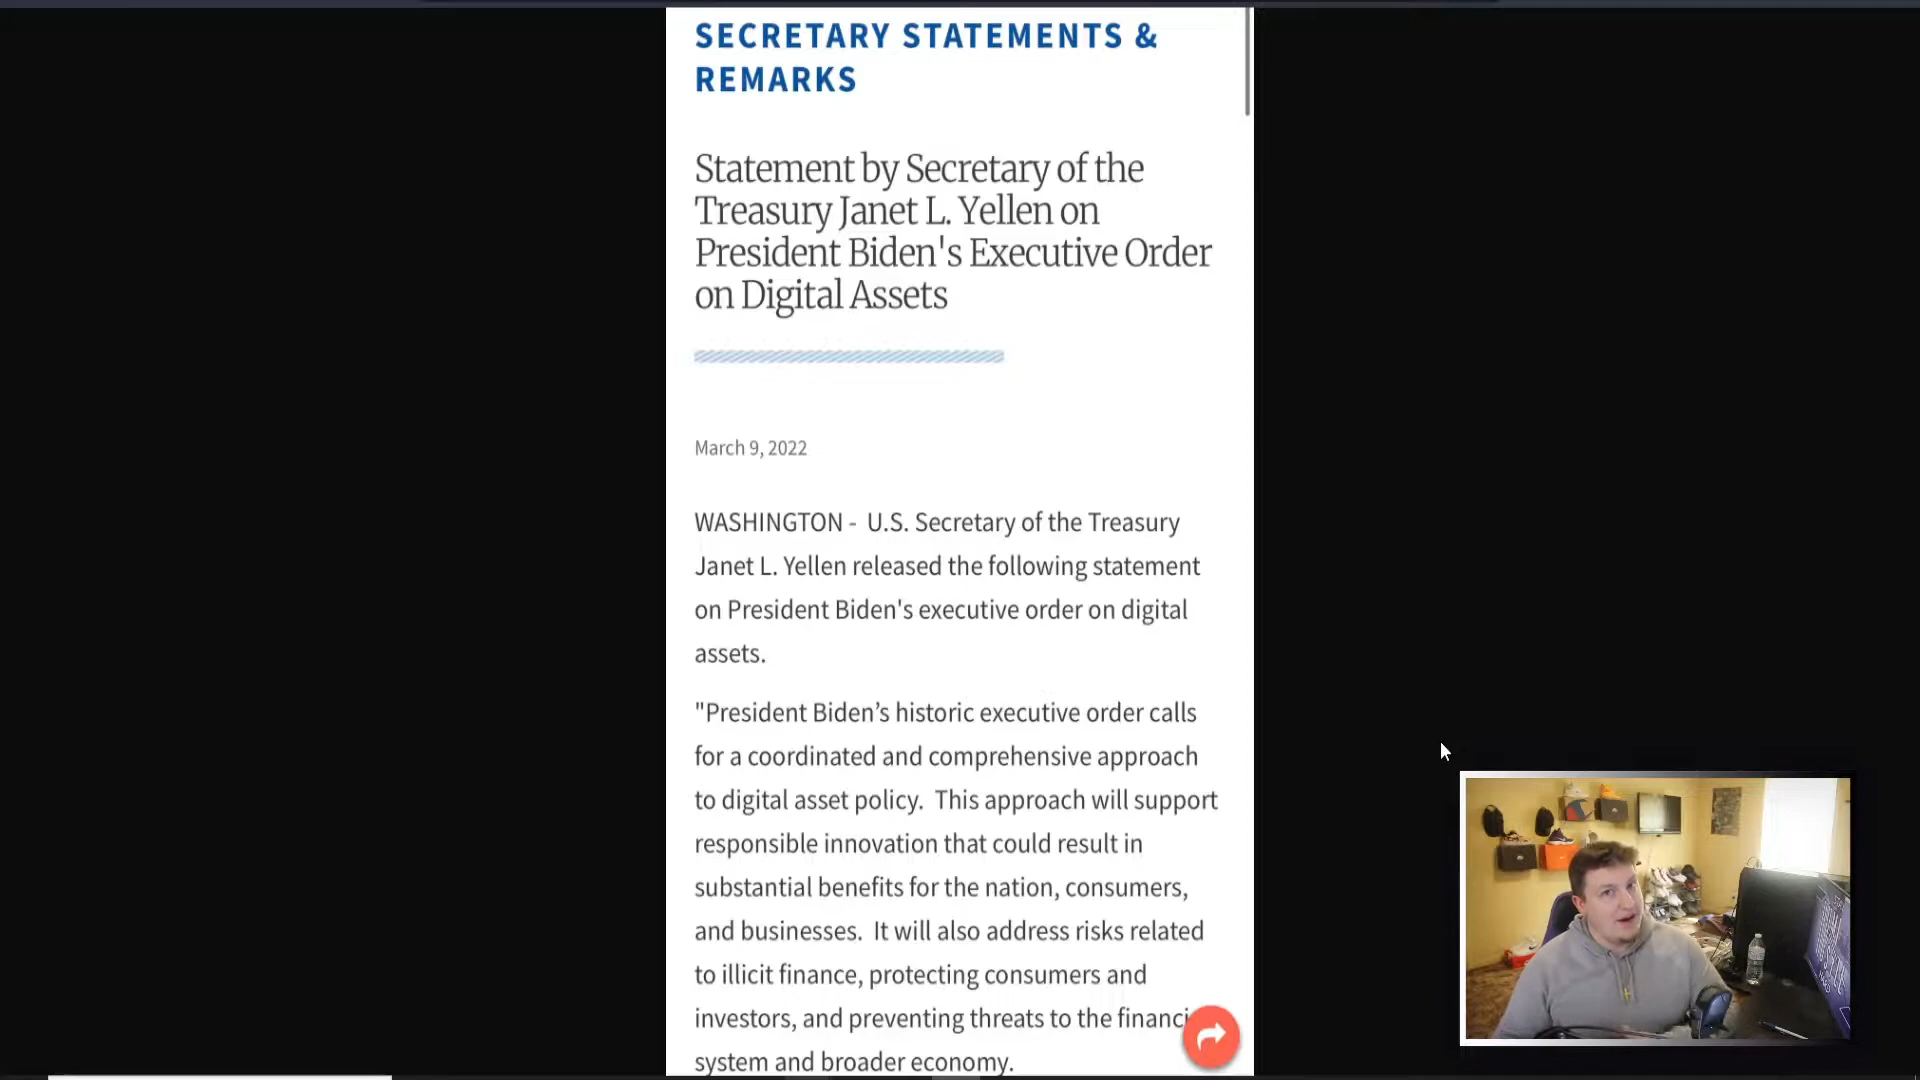 SECRETARY STATEMENTS &
REMARKS
Statement by Secretary of the
Treasury Janet L. Yellen on
President Biden's Executive Order
on Digital Assets
March 9, 2022
WASHINGTON -  U.S. Secretary of the Treasury
Janet L. Yellen released the following statement
on President Biden's executive order on digital
assets.
"President Biden’s historic executive order calls
for a coordinated and comprehensive approach
to digital asset policy.  This approach will support
responsible innovation that could result in
substantial benefits for the nation, consumers,
and businesses.  It will also address risks related
to illicit finance, protecting consumers and
investors, and preventing threats to the financi
system and broader economy.